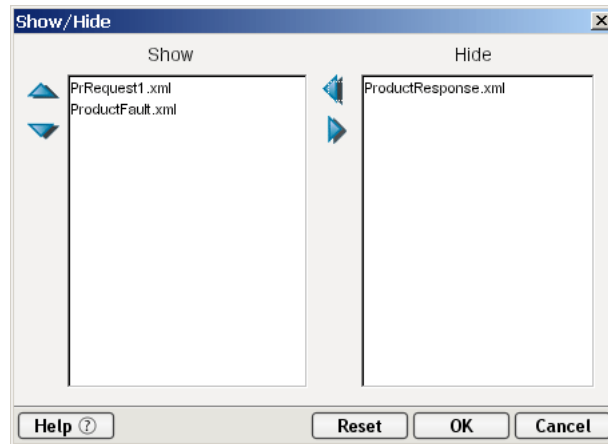 Show/Hide
Show
Hide
PrRequest1.xml
ProductFault.xml
ProductResponse.xml
Help ?
Reset
OK
Cancel